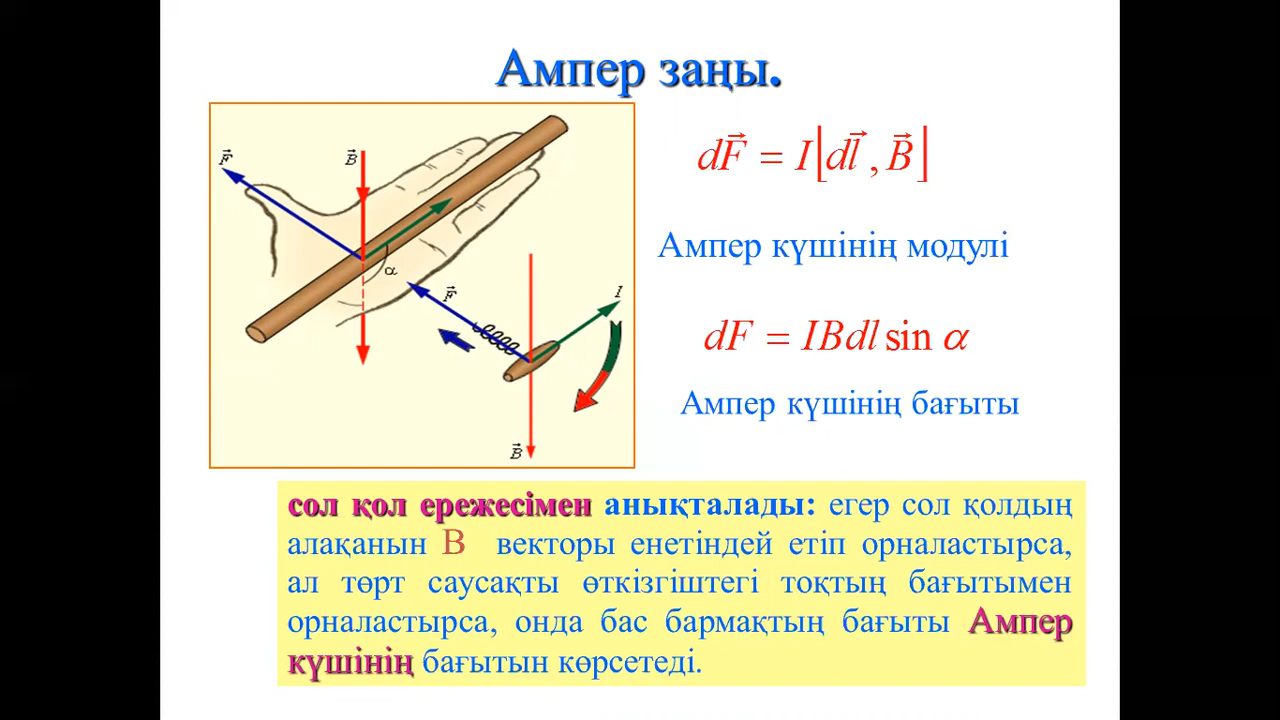 Ампер заңы.
F⃗
B⃗
α
F⃗
I
B⃗
dF⃗ = I[dl⃗, B⃗]
Ампер күшінің модулі
dF = IBdl sin α
Ампер күшінің бағыты
сол қол ережесімен анықталады: егер сол қолдың
алақанын В векторы енетіндей етіп орналастырса,
ал төрт саусақты өткізгіштегі тоқтың бағытымен
орналастырса, онда бас бармақтың бағыты Ампер
күшінің бағытын көрсетеді.